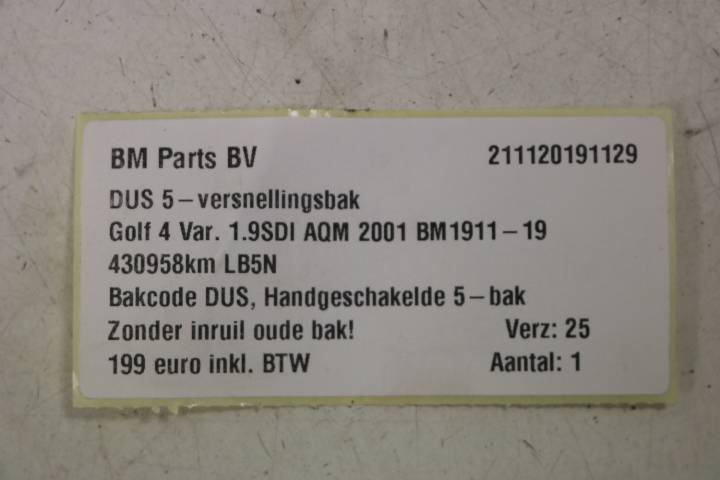 BM Parts BV 211120191129
DUS 5-versnellingsbak
Golf 4 Var. 1.9SDI AQM 2001 BM1911-19
430958km LB5N
Bakcode DUS, Handgeschakelde 5-bak
Zonder inruil oude bak! Verz: 25
199 euro inkl. BTW Aantal: 1